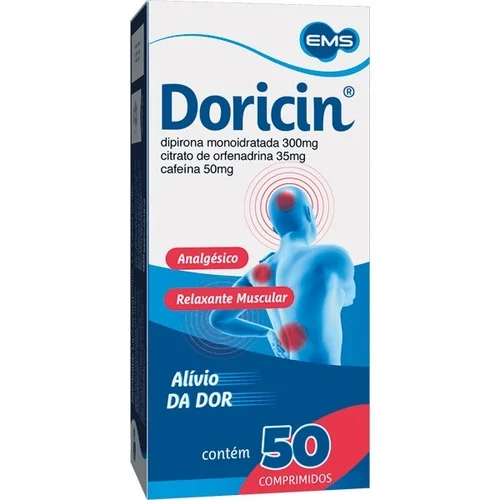 EMS
Doricin®
dipirona monoidratada 300mg
citrato de orfenadrina 35mg
cafeína 50mg
Analgésico
Relaxante Muscular
Alívio
DA DOR
contém 50
COMPRIMIDOS